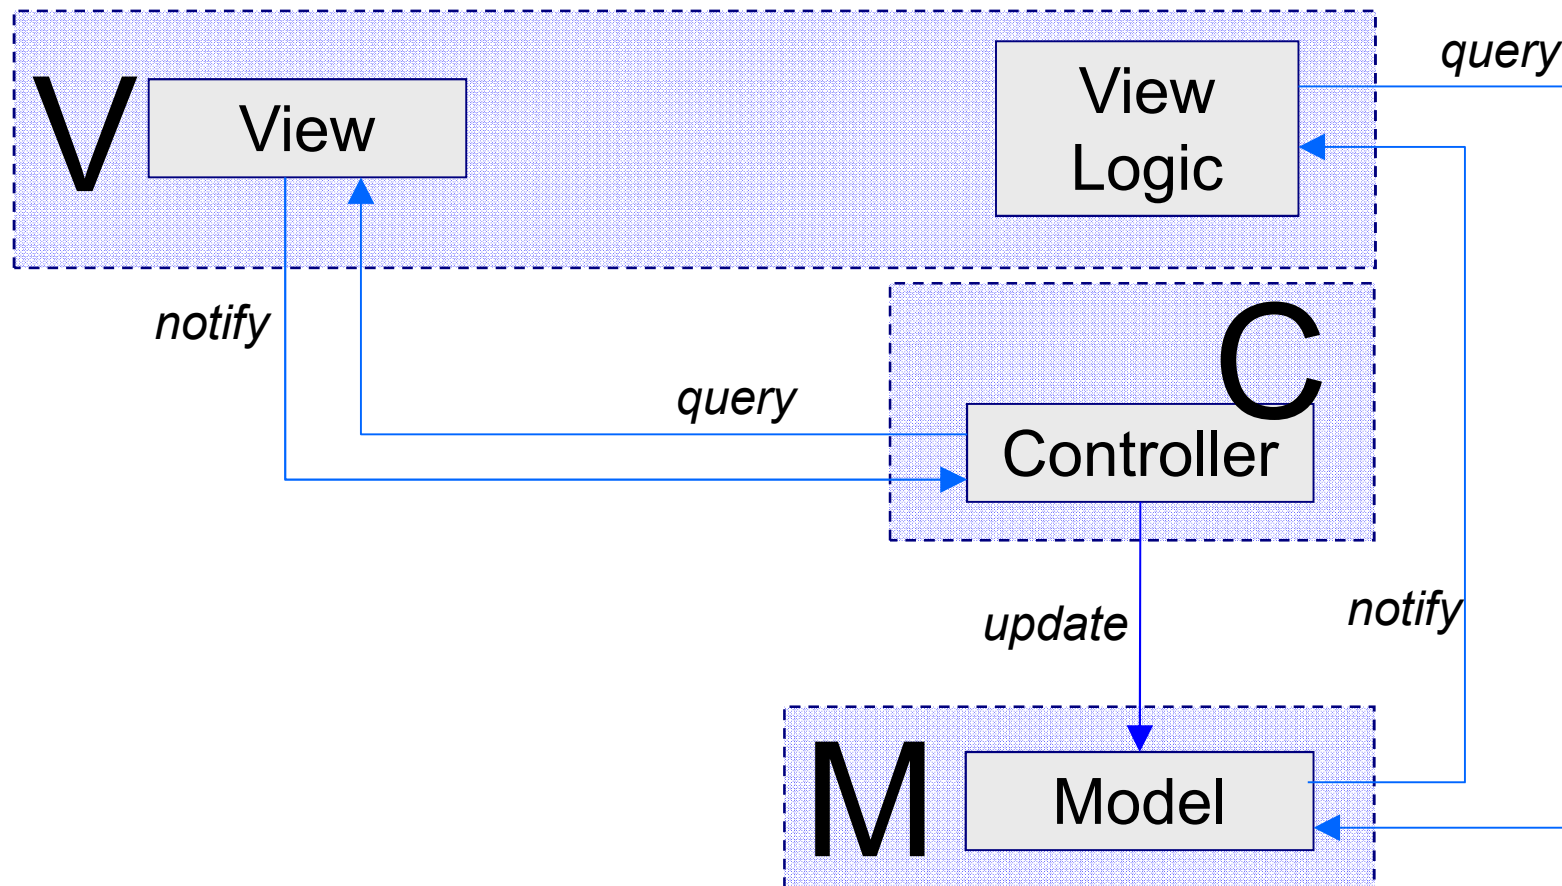 query
V
View
View
Logic
notify
C
query
Controller
update
notify
M
Model